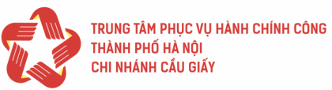 TRUNG TÂM PHỤC VỤ HÀNH CHÍNH CÔNG
THÀNH PHỐ HÀ NỘI
CHI NHÁNH CẦU GIẤY